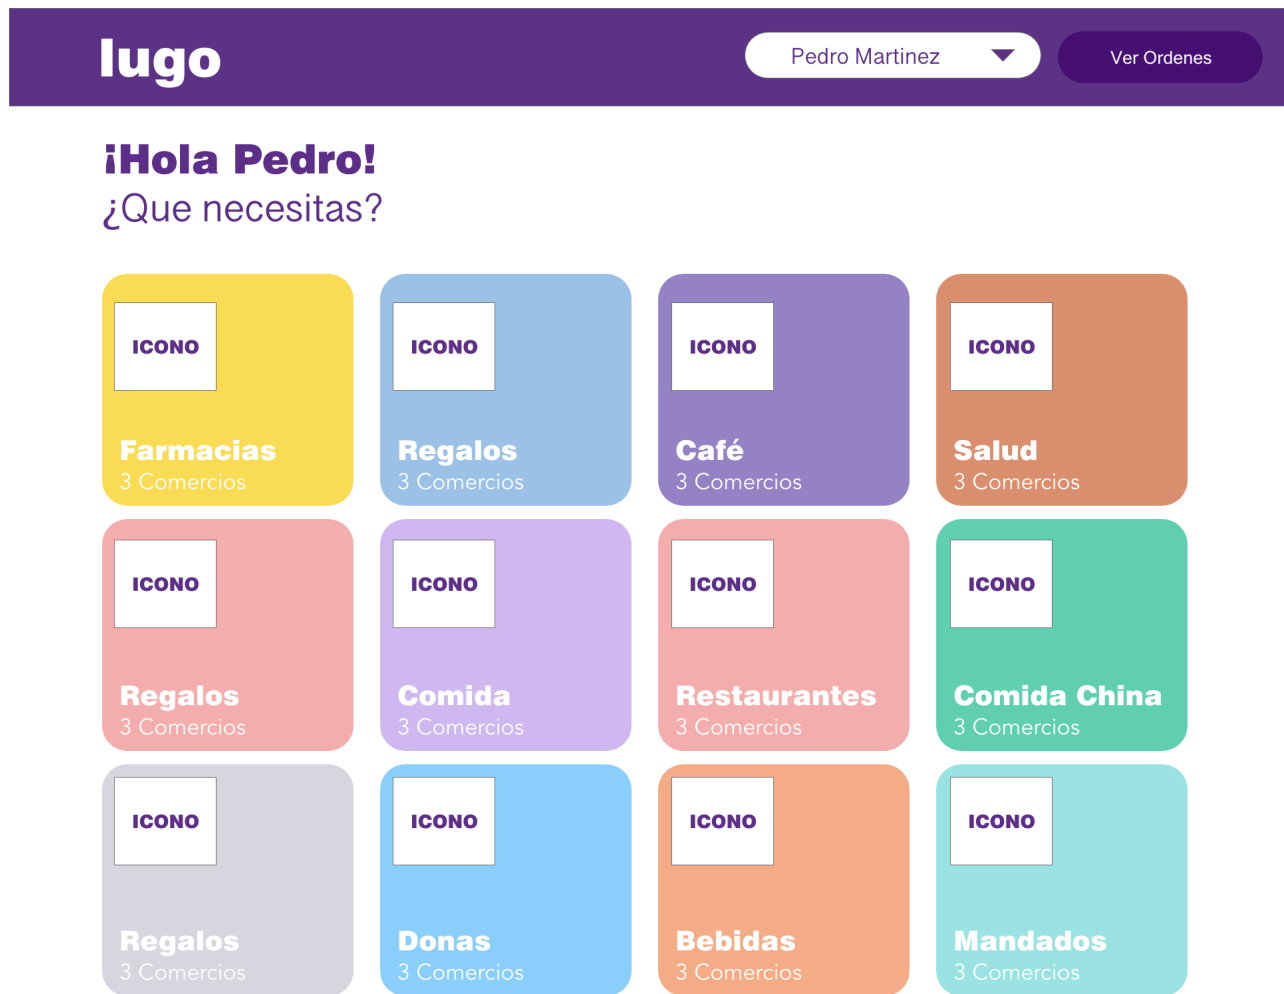 lugo
Pedro Martinez
Ver Ordenes
¡Hola Pedro!
¿Que necesitas?
ICONO
Farmacias
3 Comercios
ICONO
Regalos
3 Comercios
ICONO
Café
3 Comercios
ICONO
Salud
3 Comercios
ICONO
Regalos
3 Comercios
ICONO
Comida
3 Comercios
ICONO
Restaurantes
3 Comercios
ICONO
Comida China
3 Comercios
ICONO
Regalos
3 Comercios
ICONO
Donas
3 Comercios
ICONO
Bebidas
3 Comercios
ICONO
Mandados
3 Comercios